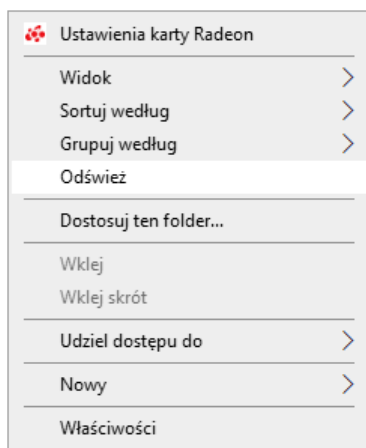 Ustawienia karty Radeon
Widok
Sortuj według
Grupuj według
Odśwież
Dostosuj ten folder...
Wklej
Wklej skrót
Udziel dostępu do
Nowy
Właściwości